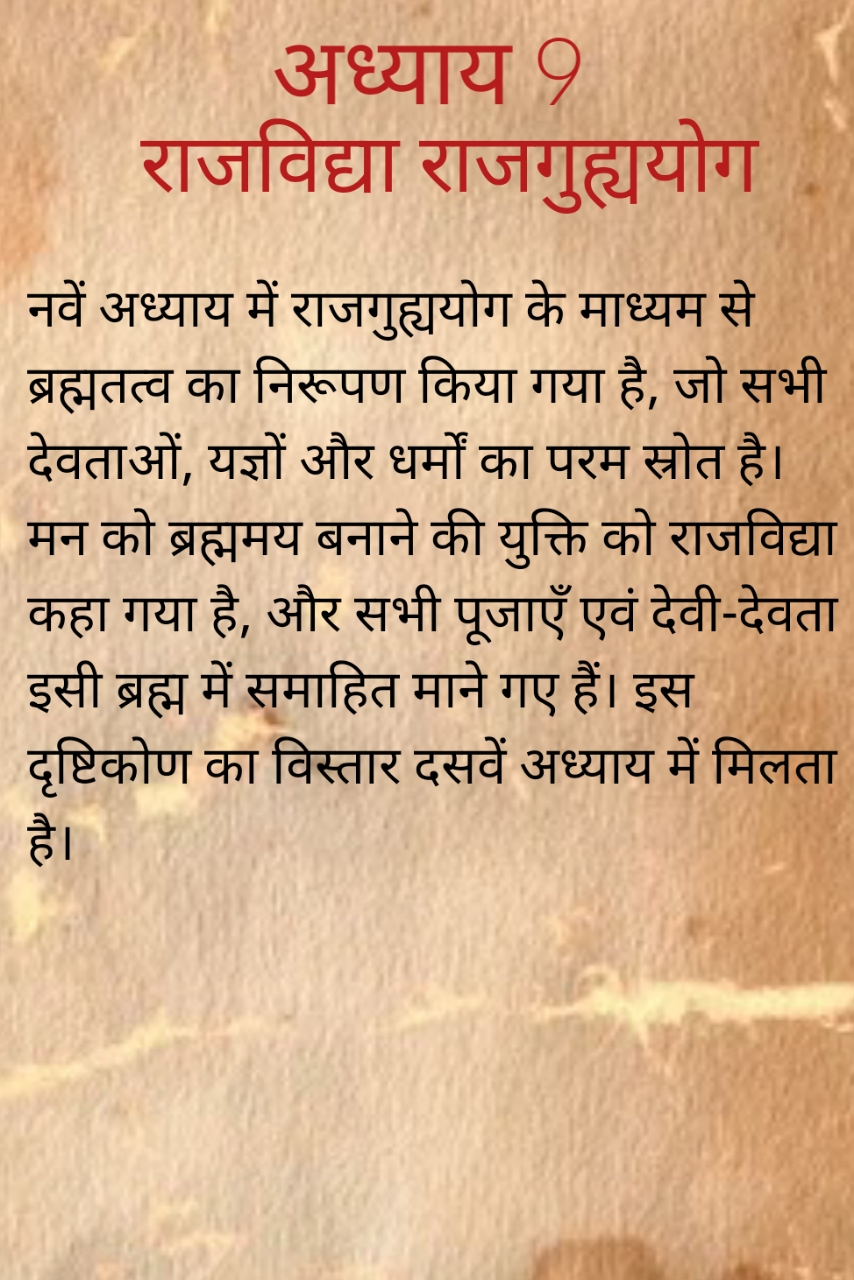 अध्याय 9
राजविद्या राजगुह्ययोग
नवें अध्याय में राजगुह्ययोग के माध्यम से
ब्रह्मतत्व का निरूपण किया गया है, जो सभी
देवताओं, यज्ञों और धर्मों का परम स्रोत है।
मन को ब्रह्ममय बनाने की युक्ति को राजविद्या
कहा गया है, और सभी पूजाएँ एवं देवी-देवता
इसी ब्रह्म में समाहित माने गए हैं। इस
दृष्टिकोण का विस्तार दसवें अध्याय में मिलता
है।